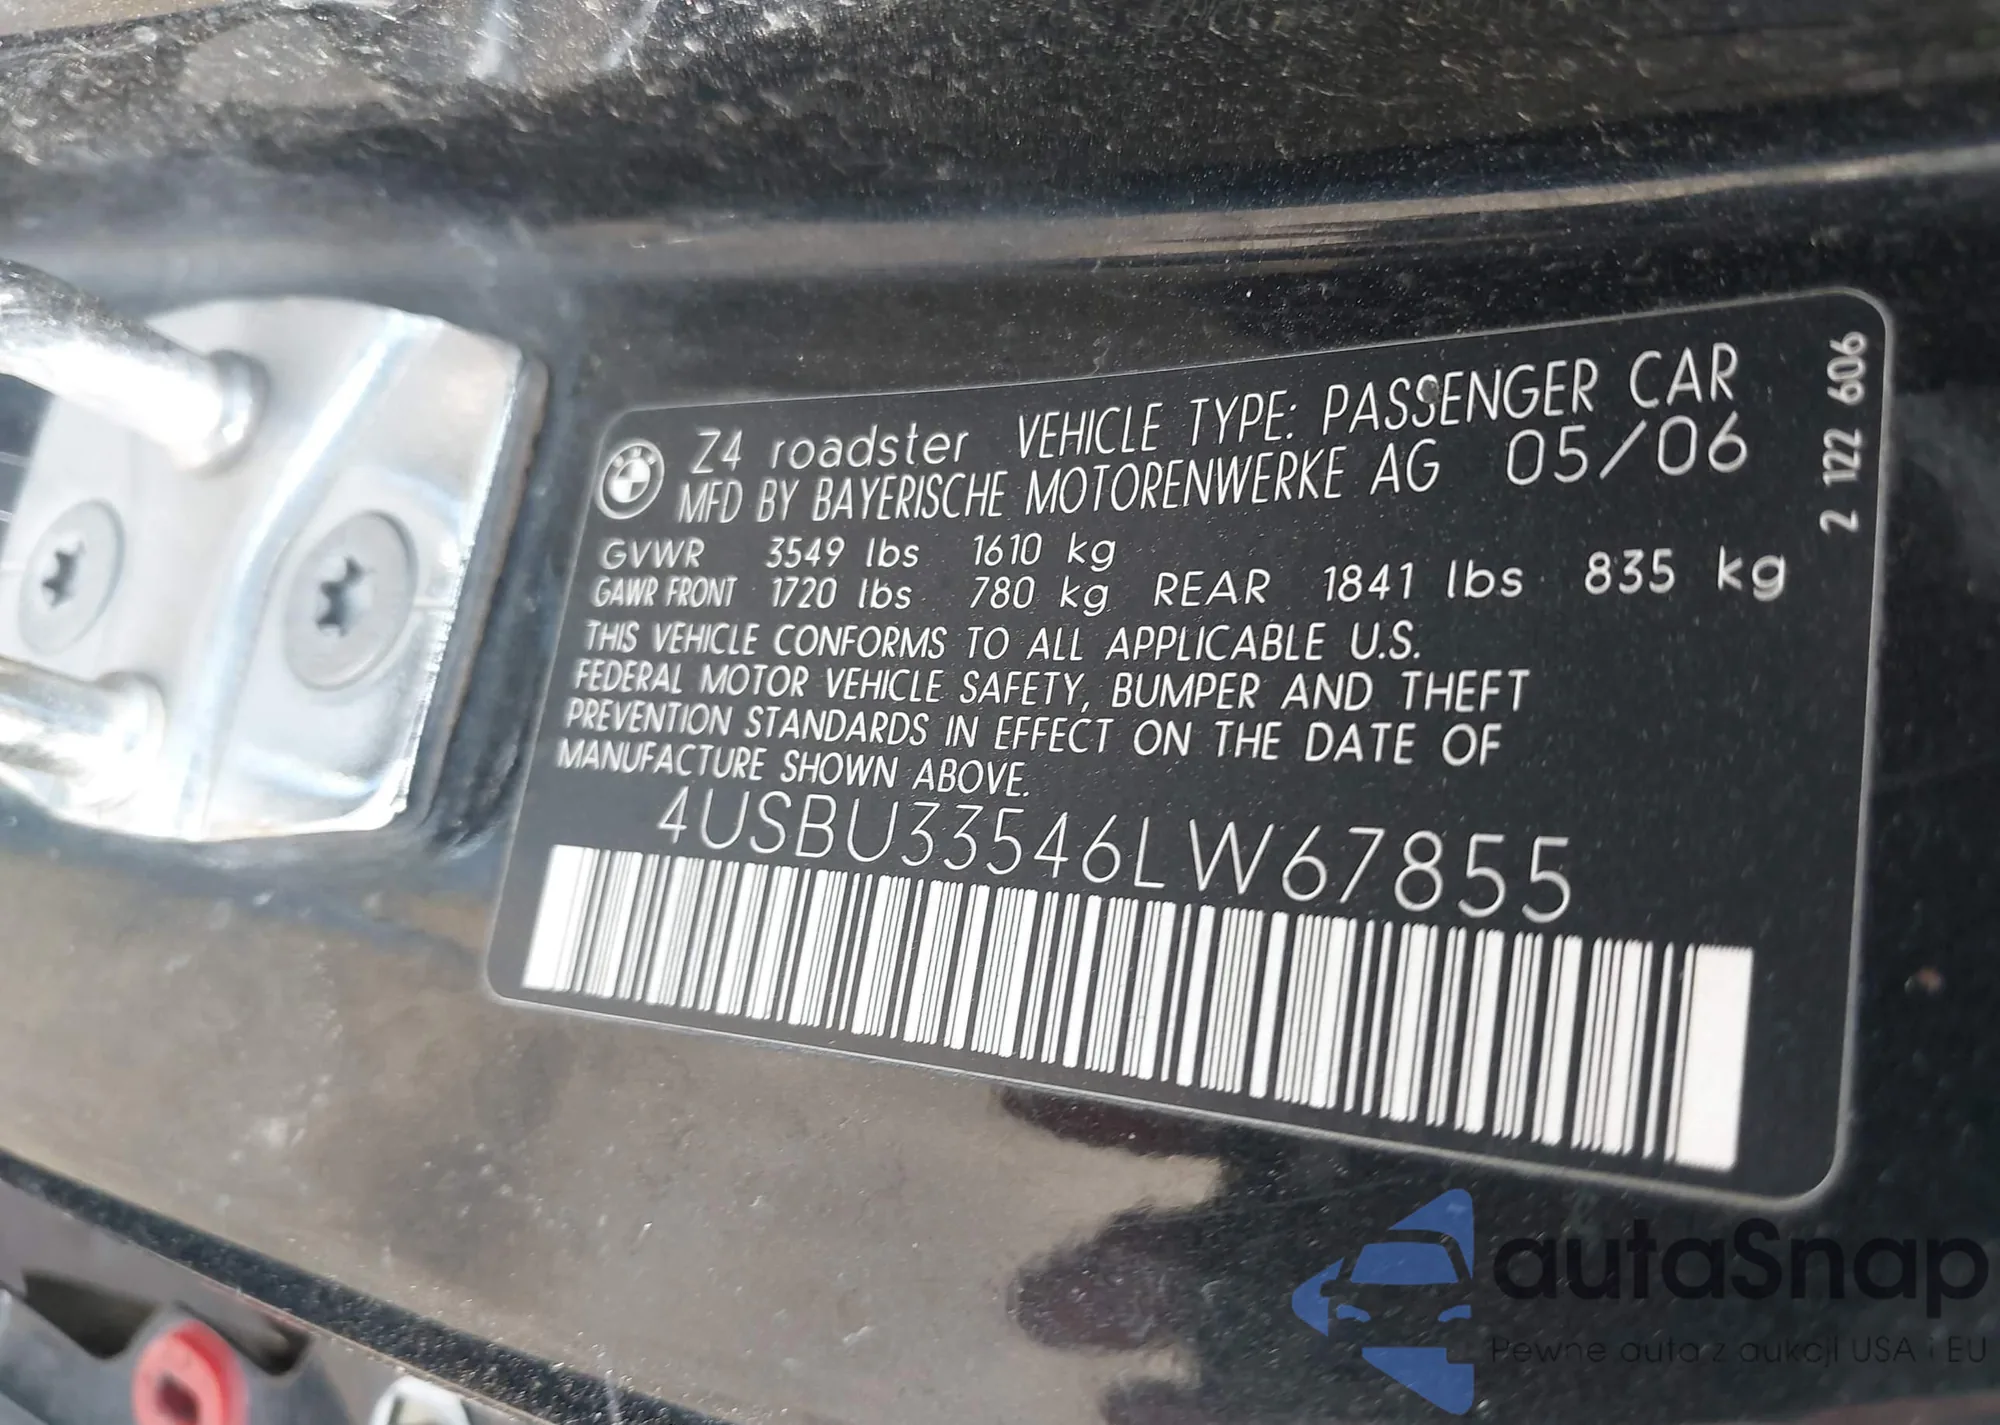 Z4 roadster VEHICLE TYPE: PASSENGER CAR
MFD BY BAYERISCHE MOTORENWERKE AG 05/06
GVWR 3549 lbs 1610 kg
GAWR FRONT 1720 lbs 780 kg REAR 1841 lbs 835 kg
THIS VEHICLE CONFORMS TO ALL APPLICABLE U.S.
FEDERAL MOTOR VEHICLE SAFETY, BUMPER AND THEFT
PREVENTION STANDARDS IN EFFECT ON THE DATE OF
MANUFACTURE SHOWN ABOVE.
4USBU33546LW67855
2 122 606
autaSnap
Pewne auta z aukcji USA i EU